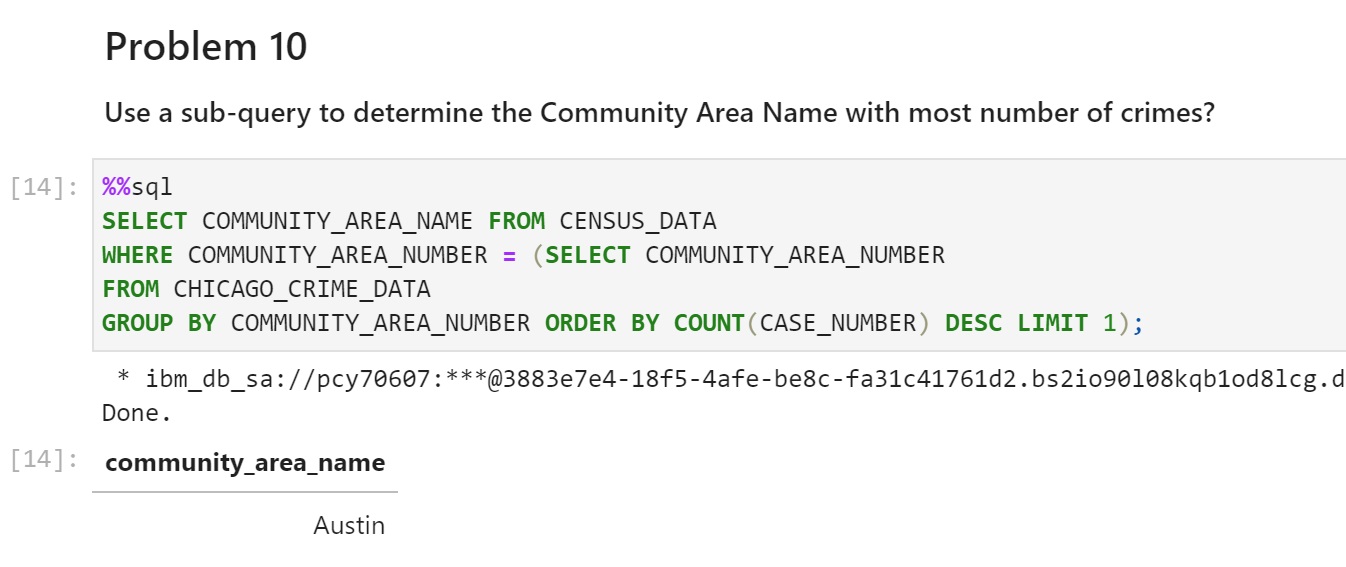 Problem 10
Use a sub-query to determine the Community Area Name with most number of crimes?
[14]: %%sql
SELECT COMMUNITY_AREA_NAME FROM CENSUS_DATA
WHERE COMMUNITY_AREA_NUMBER = (SELECT COMMUNITY_AREA_NUMBER
FROM CHICAGO_CRIME_DATA
GROUP BY COMMUNITY_AREA_NUMBER ORDER BY COUNT(CASE_NUMBER) DESC LIMIT 1);
* ibm_db_sa://pcy70607:***@3883e7e4-18f5-4afe-be8c-fa31c41761d2.bs2io90l08kqb1od8lcg.d
Done.
[14]: community_area_name
Austin